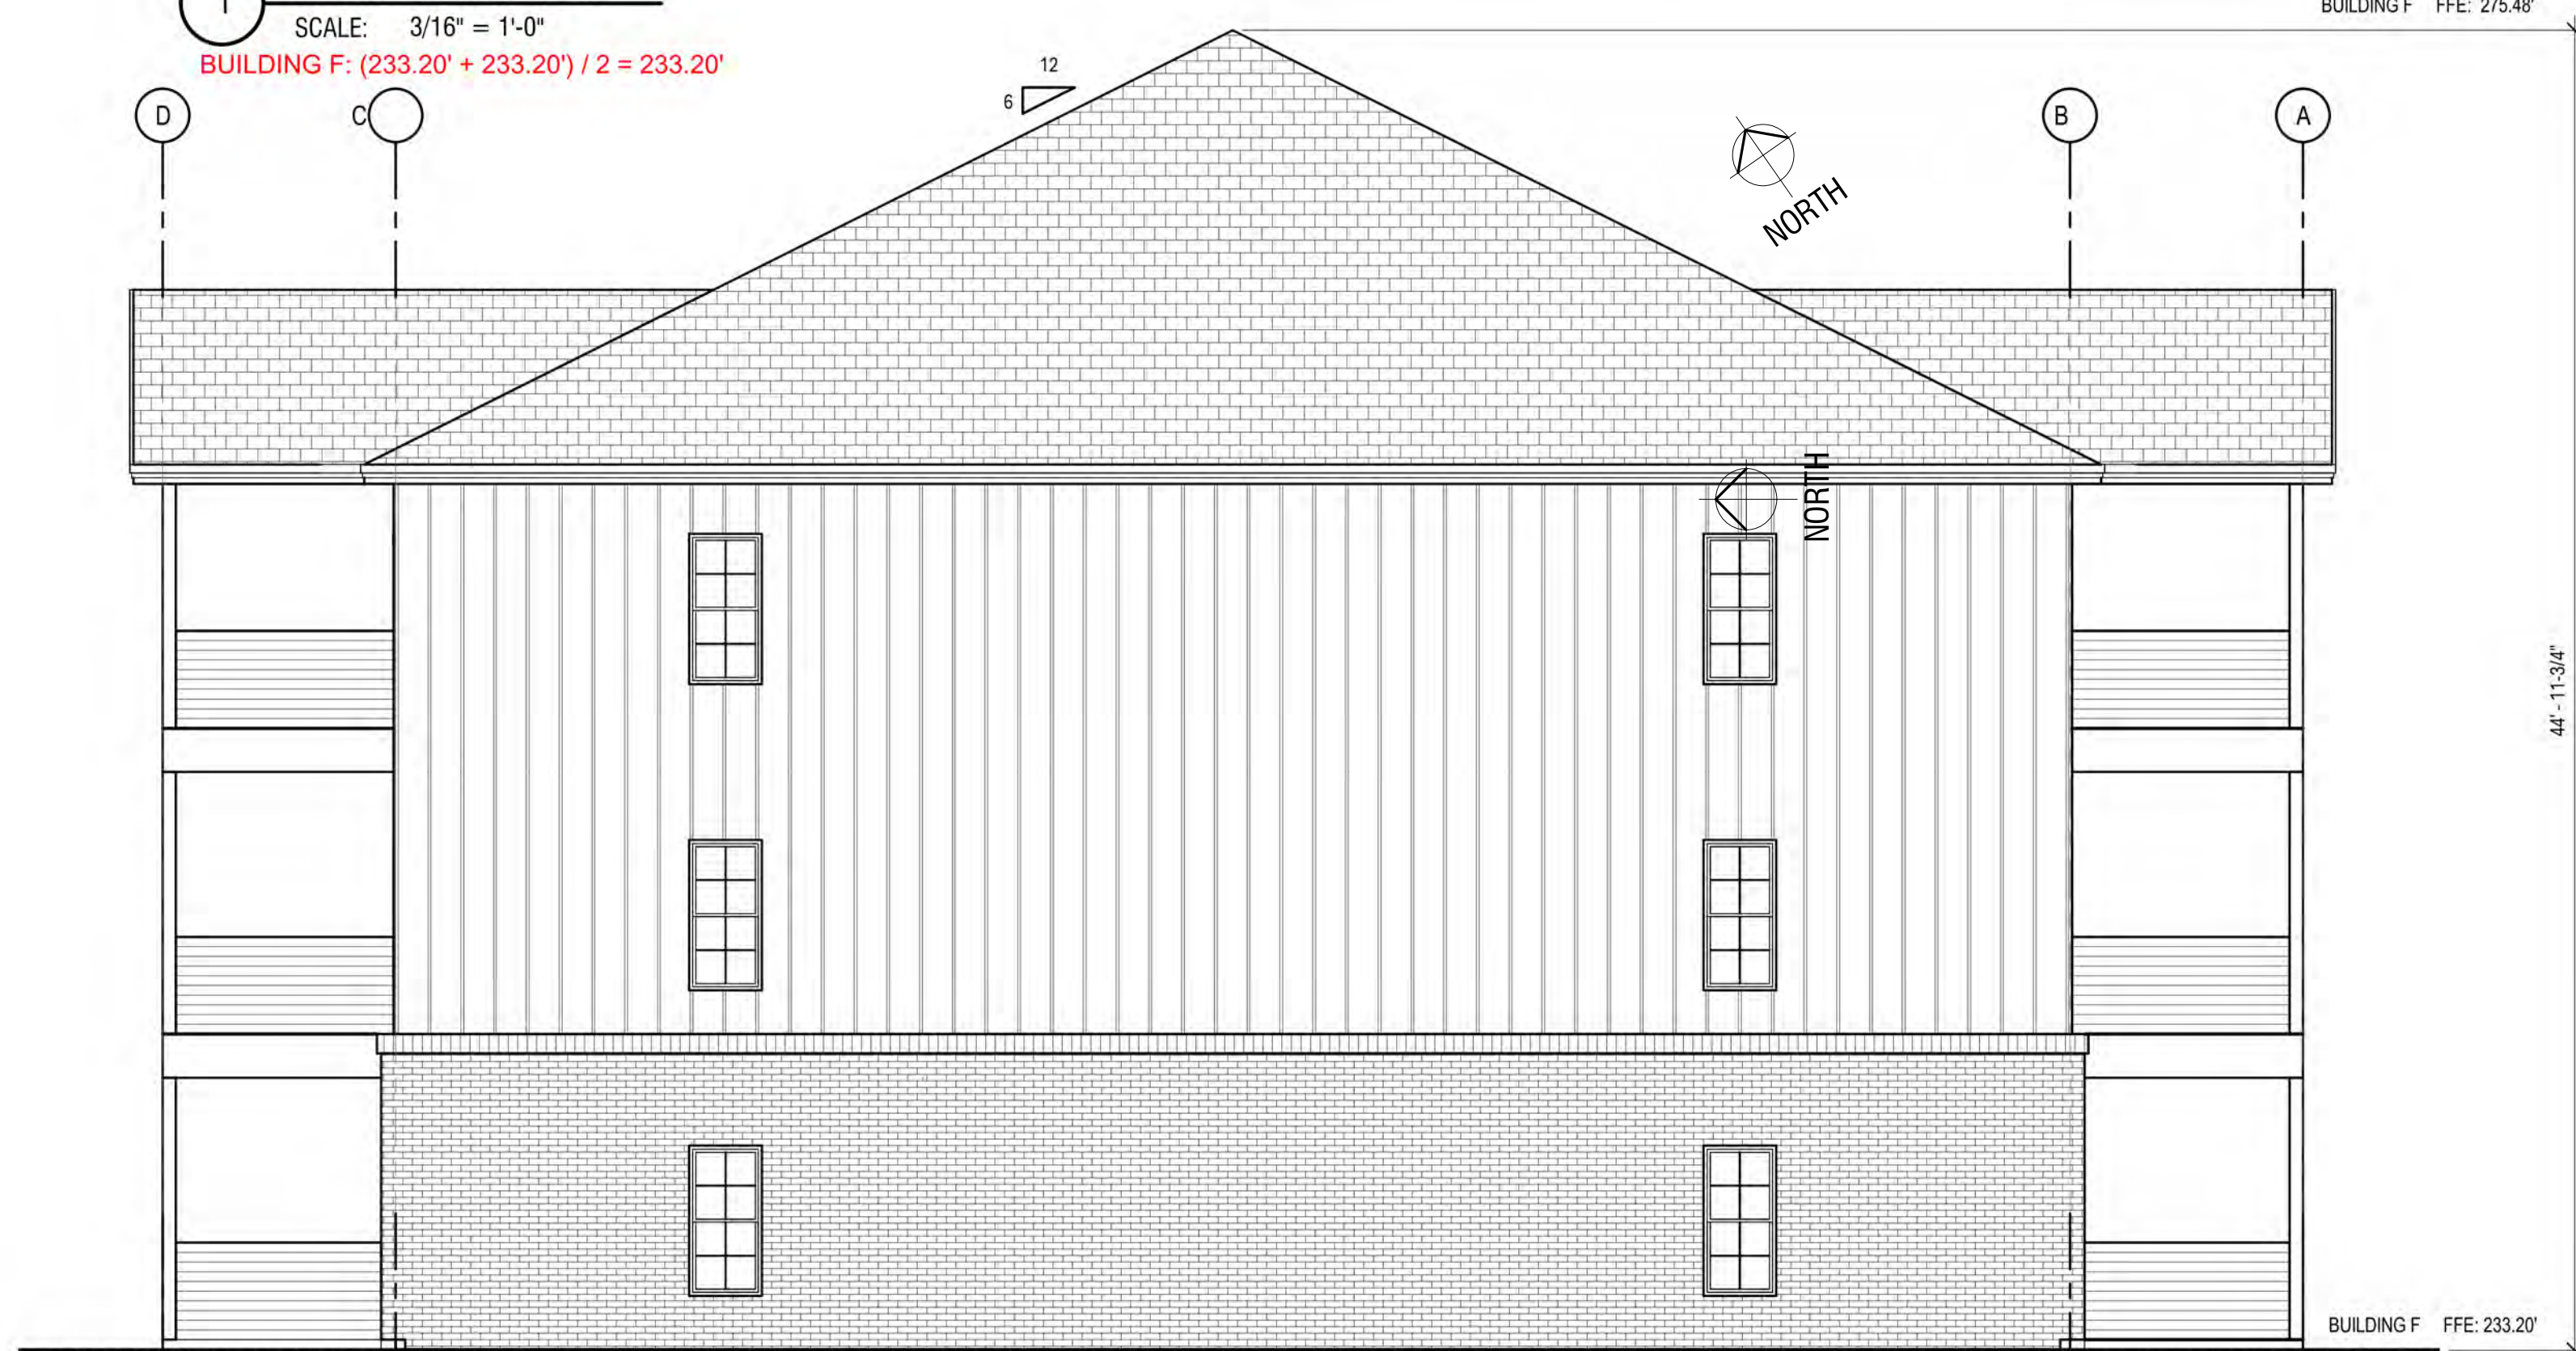 BUILDING F FFE: 275.48'
1
SCALE: 3/16" = 1'-0"
BUILDING F: (233.20' + 233.20') / 2 = 233.20'
12
6
D
C
B
A
NORTH
NORTH
44' - 11-3/4"
BUILDING F FFE: 233.20'